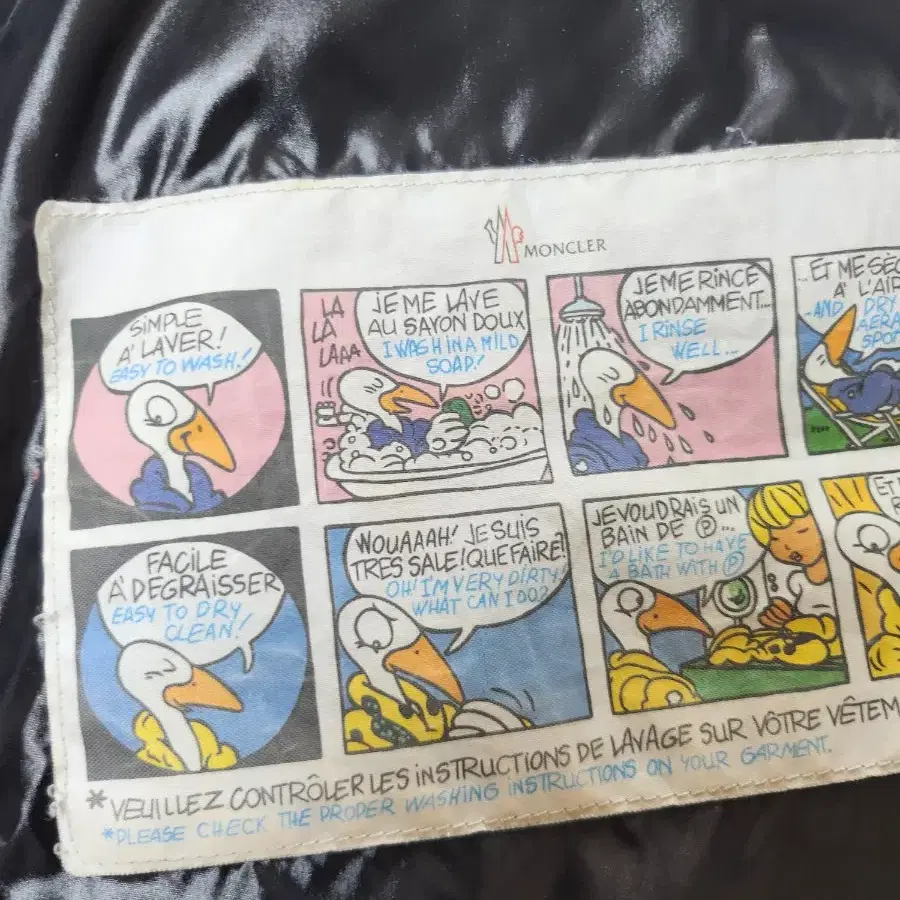 MONCLER
SIMPLE
A' LAVER!
EASY TO WASH!
LA
LA
LAAA
JE ME LAVE
AU SAVON DOUX
I WASH IN A MILD
SOAP!
JE ME RINCE
ABONDAMMENT...
I RINSE
WELL...
...ET ME SÉC
A' L'AIR
-AND DRY
FACILE
A' DEGRAISSER
EASY TO DRY
CLEAN!
WOUAAAH! JE SUIS
TRES SALE! QUE FAIRE?
OH! I'M VERY DIRTY!
WHAT CAN I DO?
JE VOUDRAIS UN
BAIN DE Ⓟ...
I'D LIKE TO HAVE
A BATH WITH Ⓟ
ET
*VEUILLEZ CONTRÔLER LES INSTRUCTIONS DE LAVAGE SUR VÔTRE VÊTEM
*PLEASE CHECK THE PROPER WASHING INSTRUCTIONS ON YOUR GARMENT.